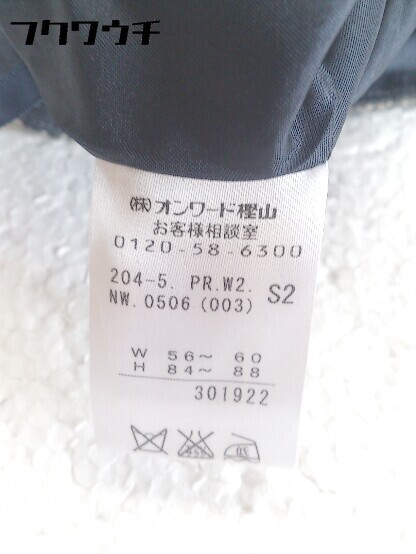 フクワウチ
(株)オンワード樫山
お客様相談室
0120-58-6300
204-5. PR.W2. S2
NW.0506(003)
W 56〜 60
H 84〜 88
301922